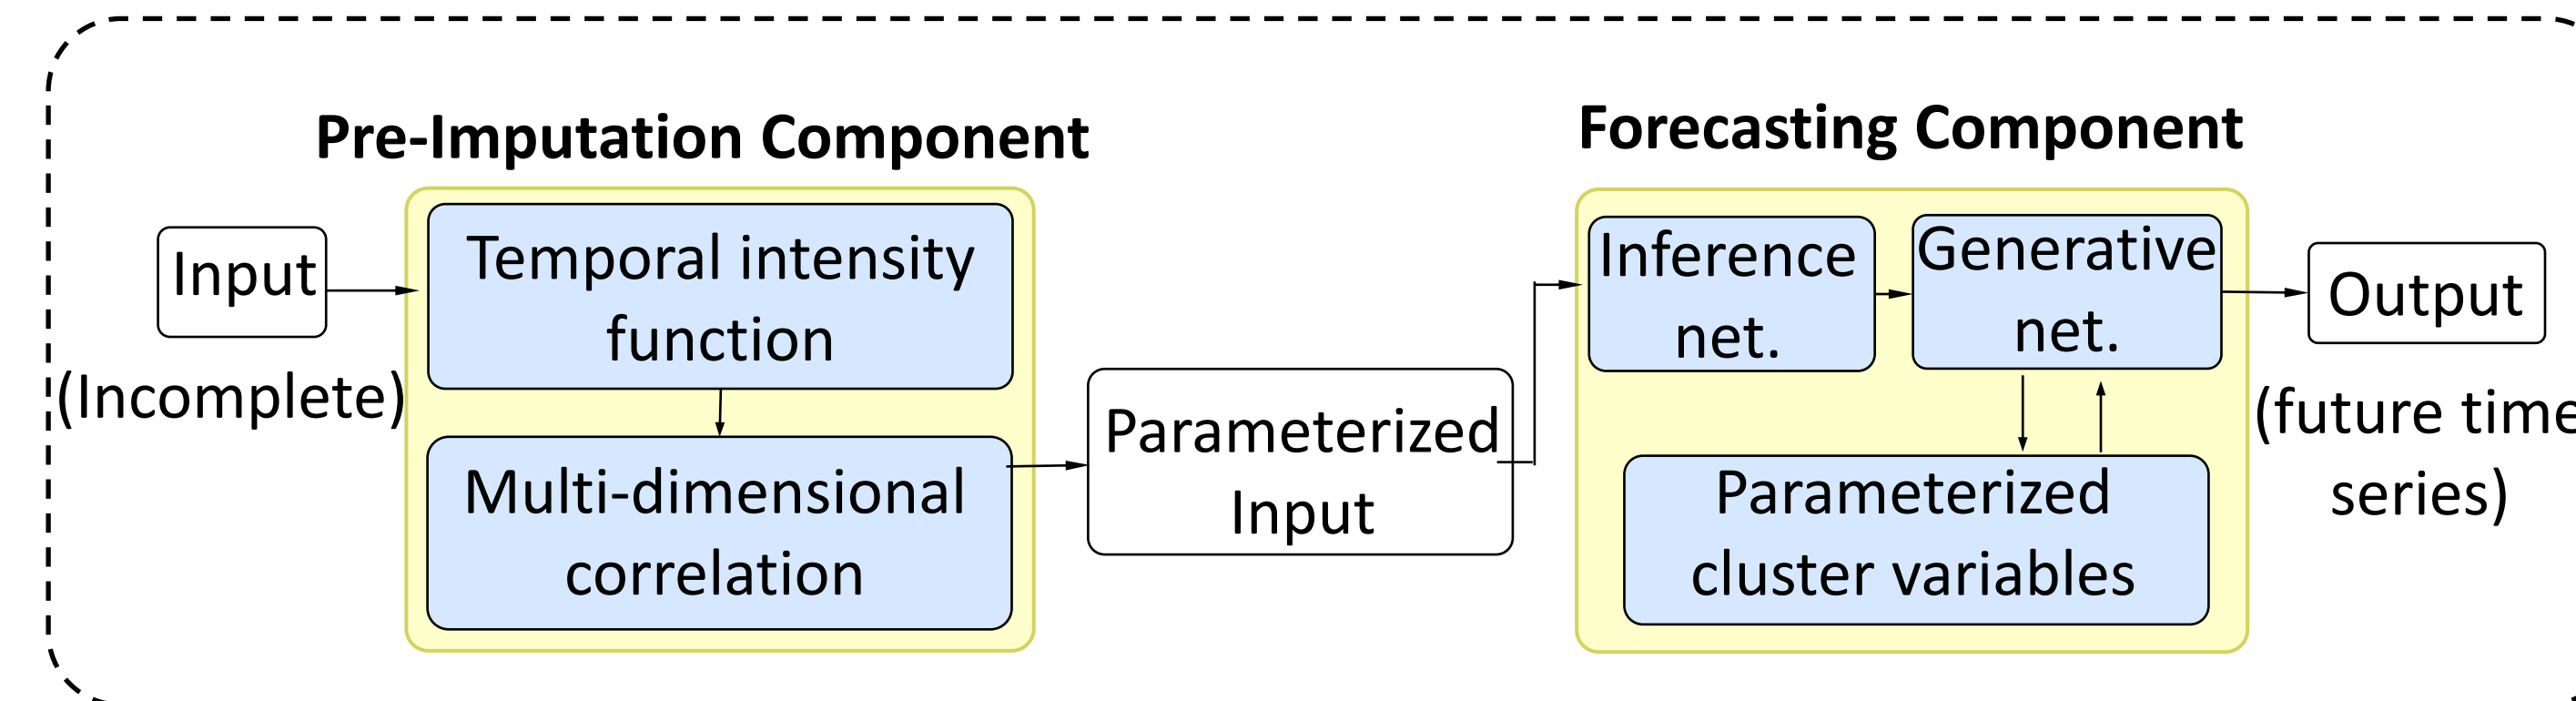 Pre-Imputation Component
Forecasting Component
Input
(Incomplete)
Temporal intensity
function
Multi-dimensional
correlation
Parameterized
Input
Inference
net.
Generative
net.
Parameterized
cluster variables
Output
(future time
series)